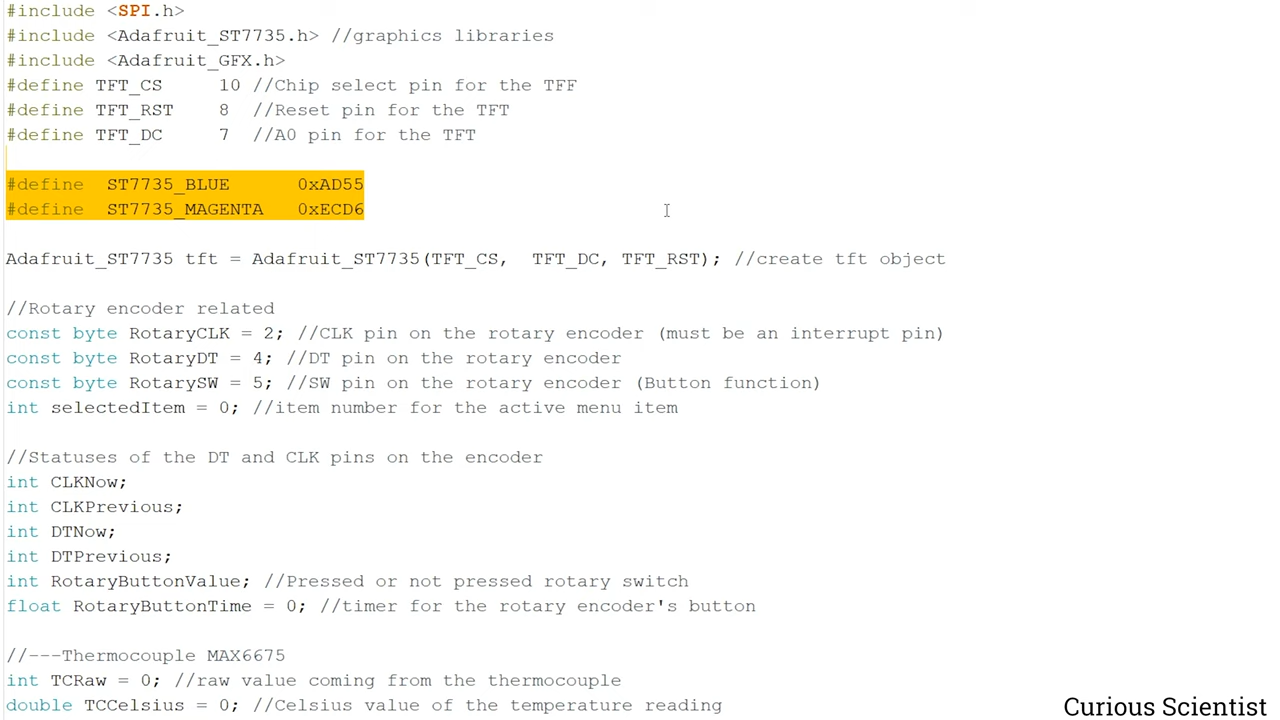 #include <SPI.h>
#include <Adafruit_ST7735.h> //graphics libraries
#include <Adafruit_GFX.h>
#define TFT_CS     10 //Chip select pin for the TFF
#define TFT_RST    8  //Reset pin for the TFT
#define TFT_DC     7  //A0 pin for the TFT
#define  ST7735_BLUE      0xAD55
#define  ST7735_MAGENTA   0xECD6
Adafruit_ST7735 tft = Adafruit_ST7735(TFT_CS,  TFT_DC, TFT_RST); //create tft object
//Rotary encoder related
const byte RotaryCLK = 2; //CLK pin on the rotary encoder (must be an interrupt pin)
const byte RotaryDT = 4; //DT pin on the rotary encoder
const byte RotarySW = 5; //SW pin on the rotary encoder (Button function)
int selectedItem = 0; //item number for the active menu item
//Statuses of the DT and CLK pins on the encoder
int CLKNow;
int CLKPrevious;
int DTNow;
int DTPrevious;
int RotaryButtonValue; //Pressed or not pressed rotary switch
float RotaryButtonTime = 0; //timer for the rotary encoder's button
//---Thermocouple MAX6675
int TCRaw = 0; //raw value coming from the thermocouple
double TCCelsius = 0; //Celsius value of the temperature reading
Curious Scientist